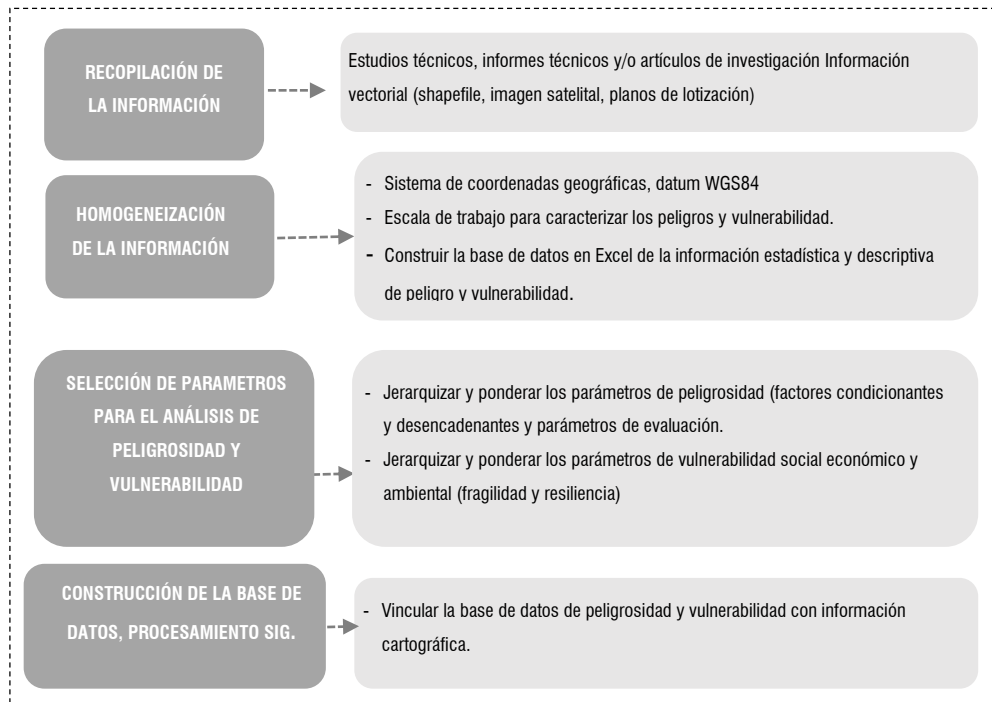 RECOPILACIÓN DE
LA INFORMACIÓN
Estudios técnicos, informes técnicos y/o artículos de investigación Información
vectorial (shapefile, imagen satelital, planos de lotización)
HOMOGENEIZACIÓN
DE LA INFORMACIÓN
- Sistema de coordenadas geográficas, datum WGS84
- Escala de trabajo para caracterizar los peligros y vulnerabilidad.
- Construir la base de datos en Excel de la información estadística y descriptiva
de peligro y vulnerabilidad.
SELECCIÓN DE PARAMETROS
PARA EL ANÁLISIS DE
PELIGROSIDAD Y
VULNERABILIDAD
- Jerarquizar y ponderar los parámetros de peligrosidad (factores condicionantes
y desencadenantes y parámetros de evaluación.
- Jerarquizar y ponderar los parámetros de vulnerabilidad social económico y
ambiental (fragilidad y resiliencia)
CONSTRUCCIÓN DE LA BASE DE
DATOS, PROCESAMIENTO SIG.
- Vincular la base de datos de peligrosidad y vulnerabilidad con información
cartográfica.